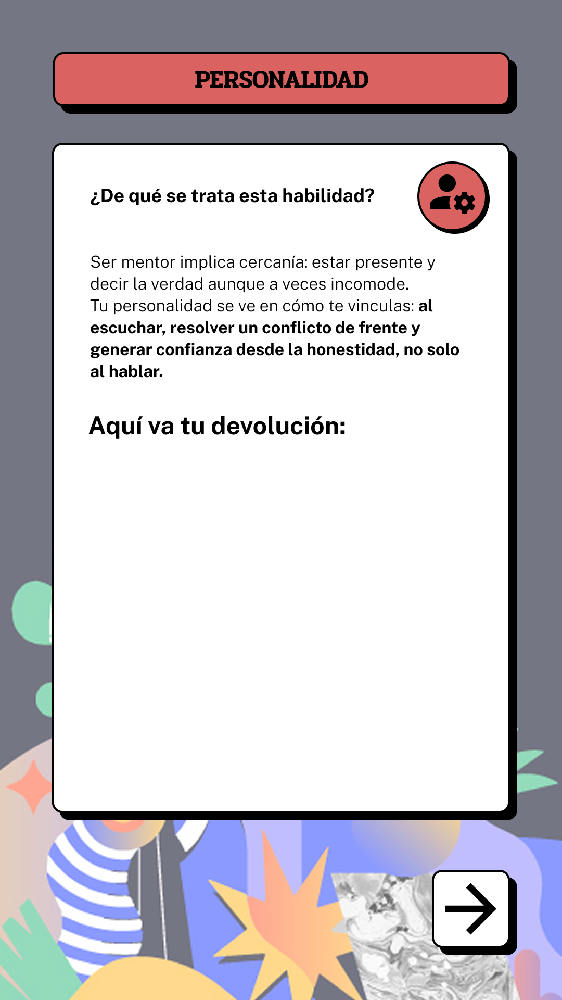 PERSONALIDAD
¿De qué se trata esta habilidad?
Ser mentor implica cercanía: estar presente y
decir la verdad aunque a veces incomode.
Tu personalidad se ve en cómo te vinculas: al
escuchar, resolver un conflicto de frente y
generar confianza desde la honestidad, no solo
al hablar.
Aquí va tu devolución: